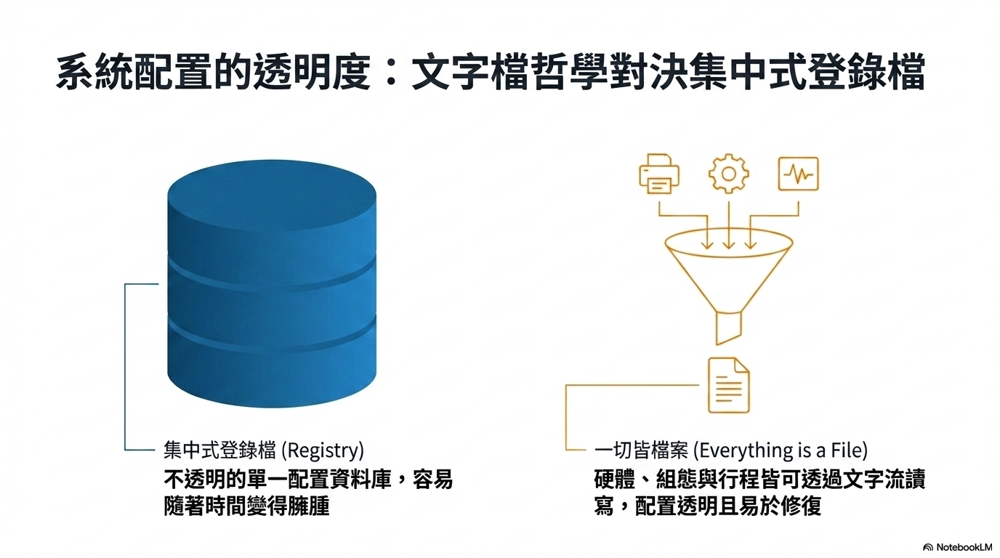 系統配置的透明度：文字檔哲學對決集中式登錄檔
集中式登錄檔 (Registry)
不透明的單一配置資料庫，容易
隨著時間變得臃腫
一切皆檔案 (Everything is a File)
硬體、組態與行程皆可透過文字流讀
寫，配置透明且易於修復
NotebookLM